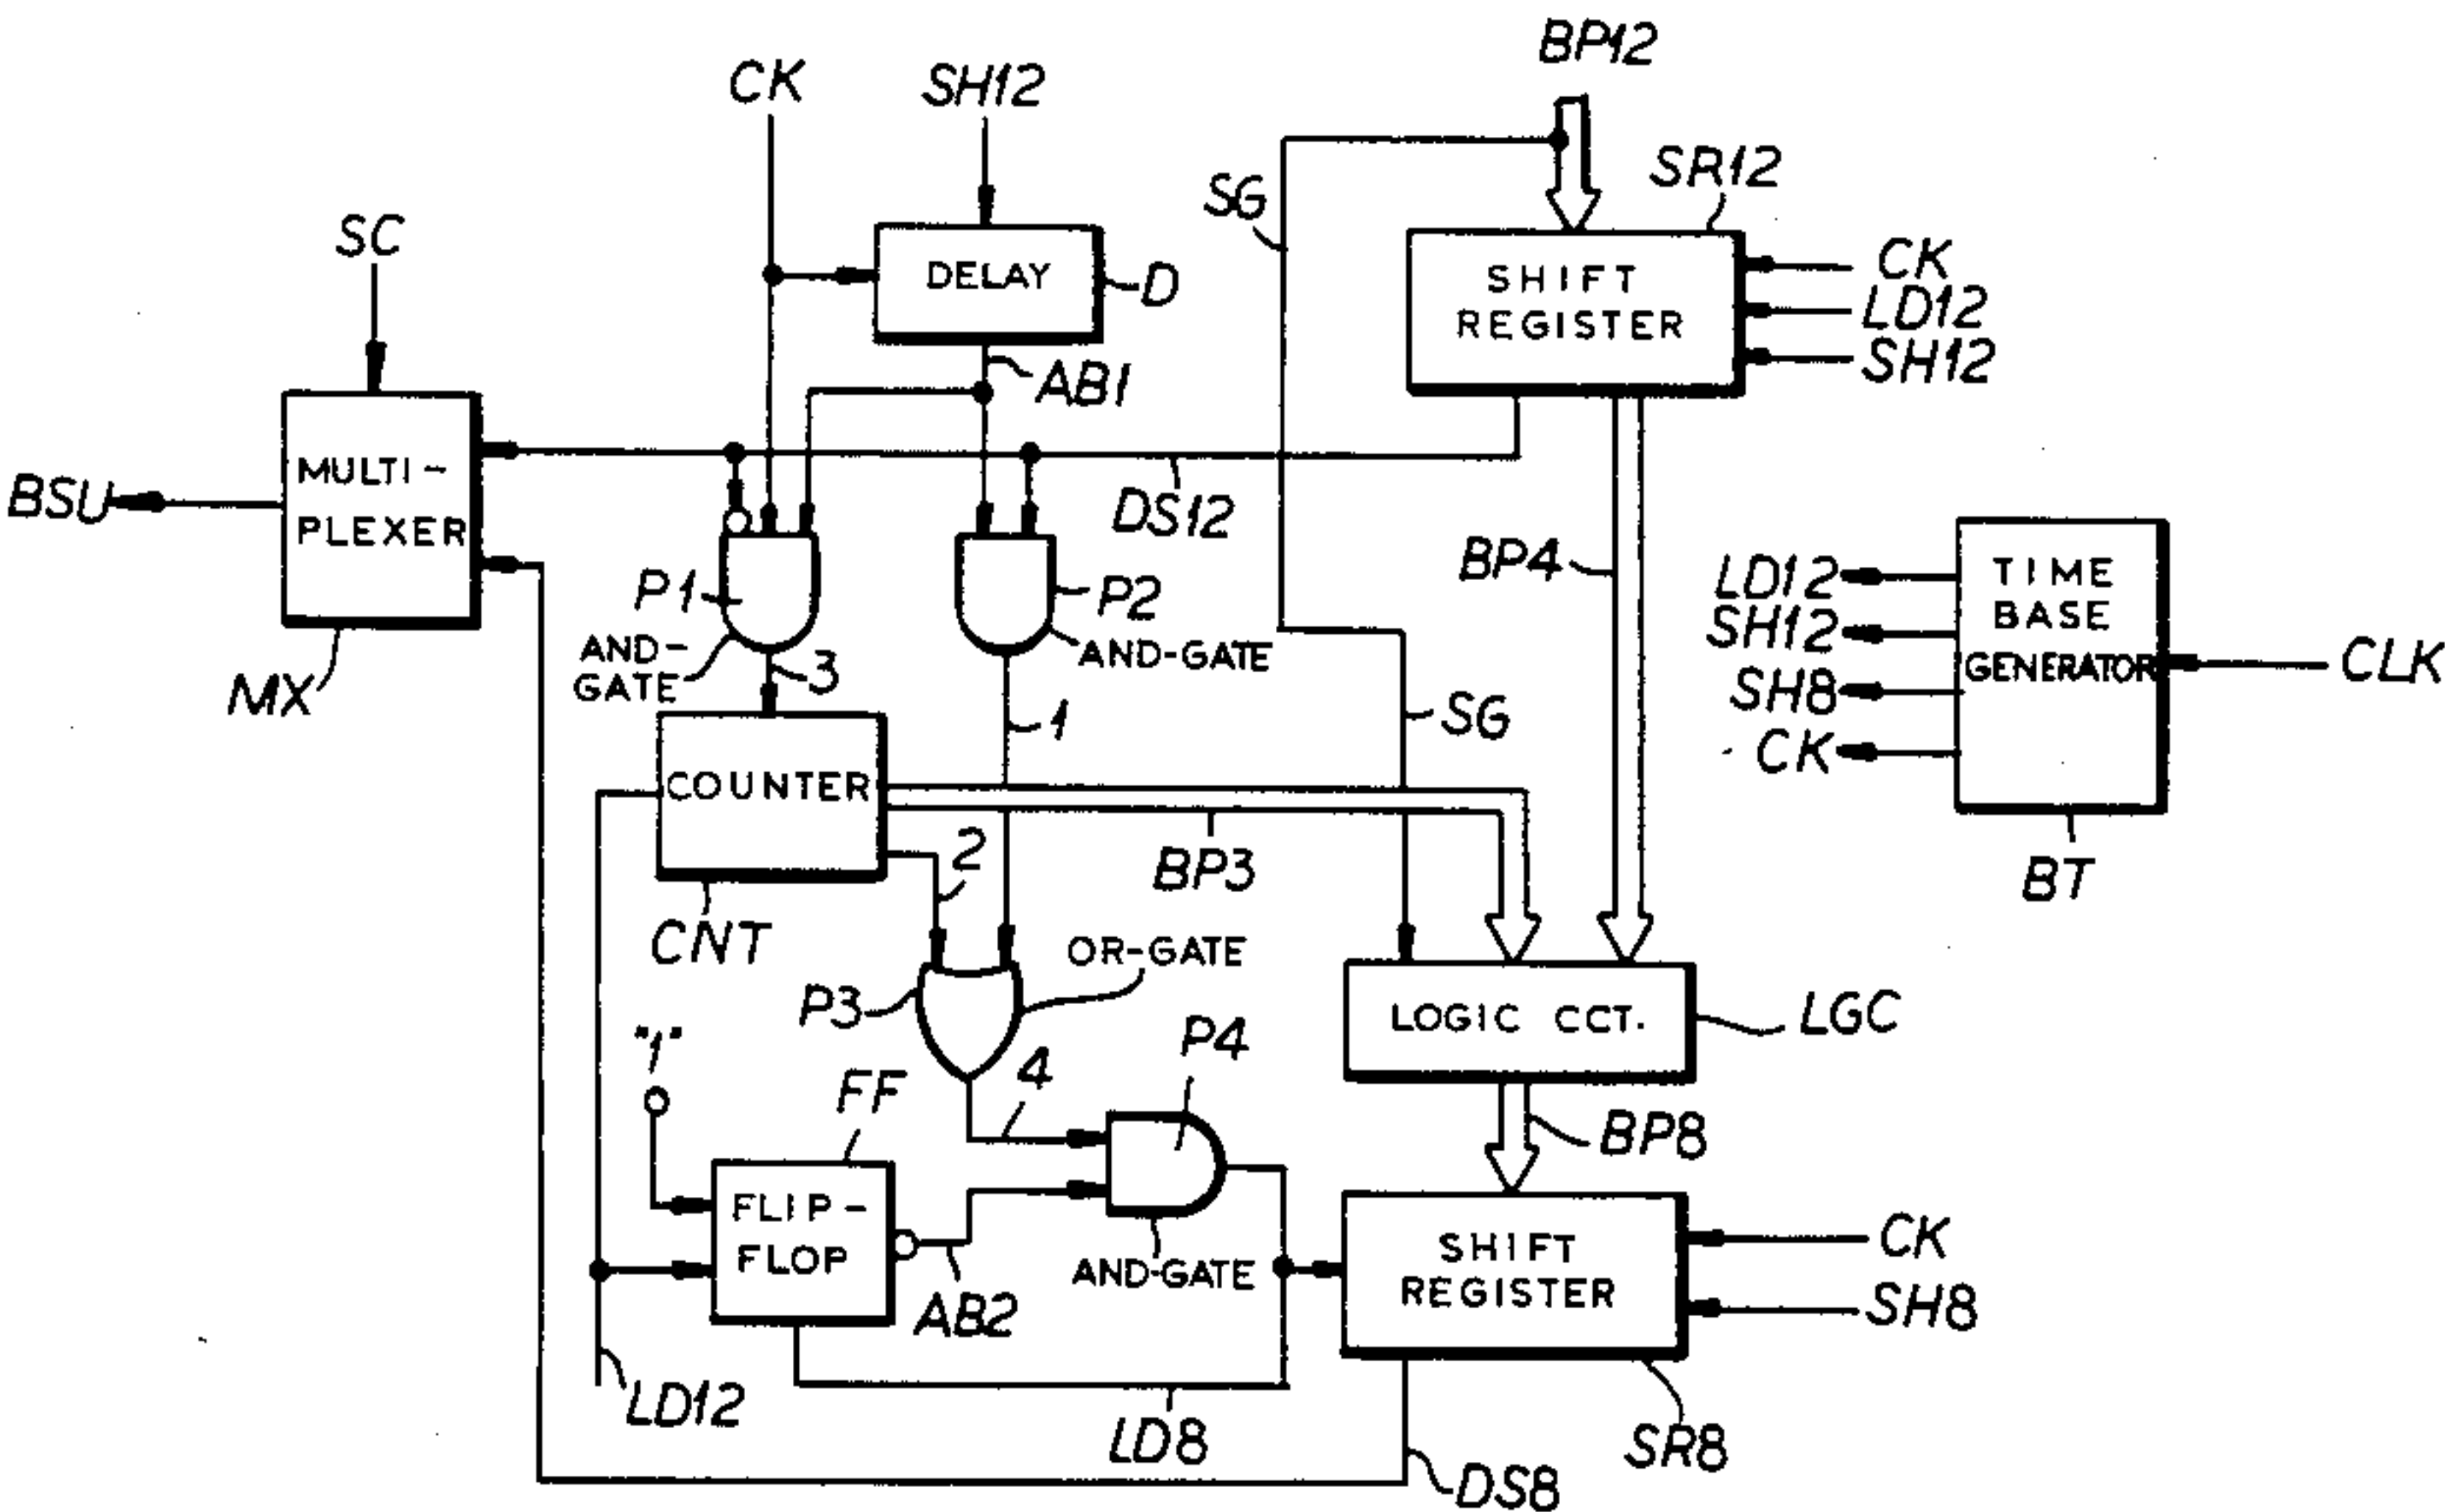 BP12
CK
SH12
SR12
SG
SC
DELAY
D
SHIFT
REGISTER
CK
LD12
SH12
AB1
MULTI-
PLEXER
BSU
DS12
BP4
TIME
BASE
GENERATOR
LD12
SH12
SH8
CK
CLK
P1
P2
AND-
GATE
AND-GATE
3
MX
1
SG
COUNTER
2
BP3
BT
CNT
OR-GATE
P3
LOGIC CCT.
LGC
"1"
P4
4
FF
BP8
FLIP-
FLOP
AND-GATE
SHIFT
REGISTER
CK
SH8
AB2
LD12
LD8
SR8
DS8